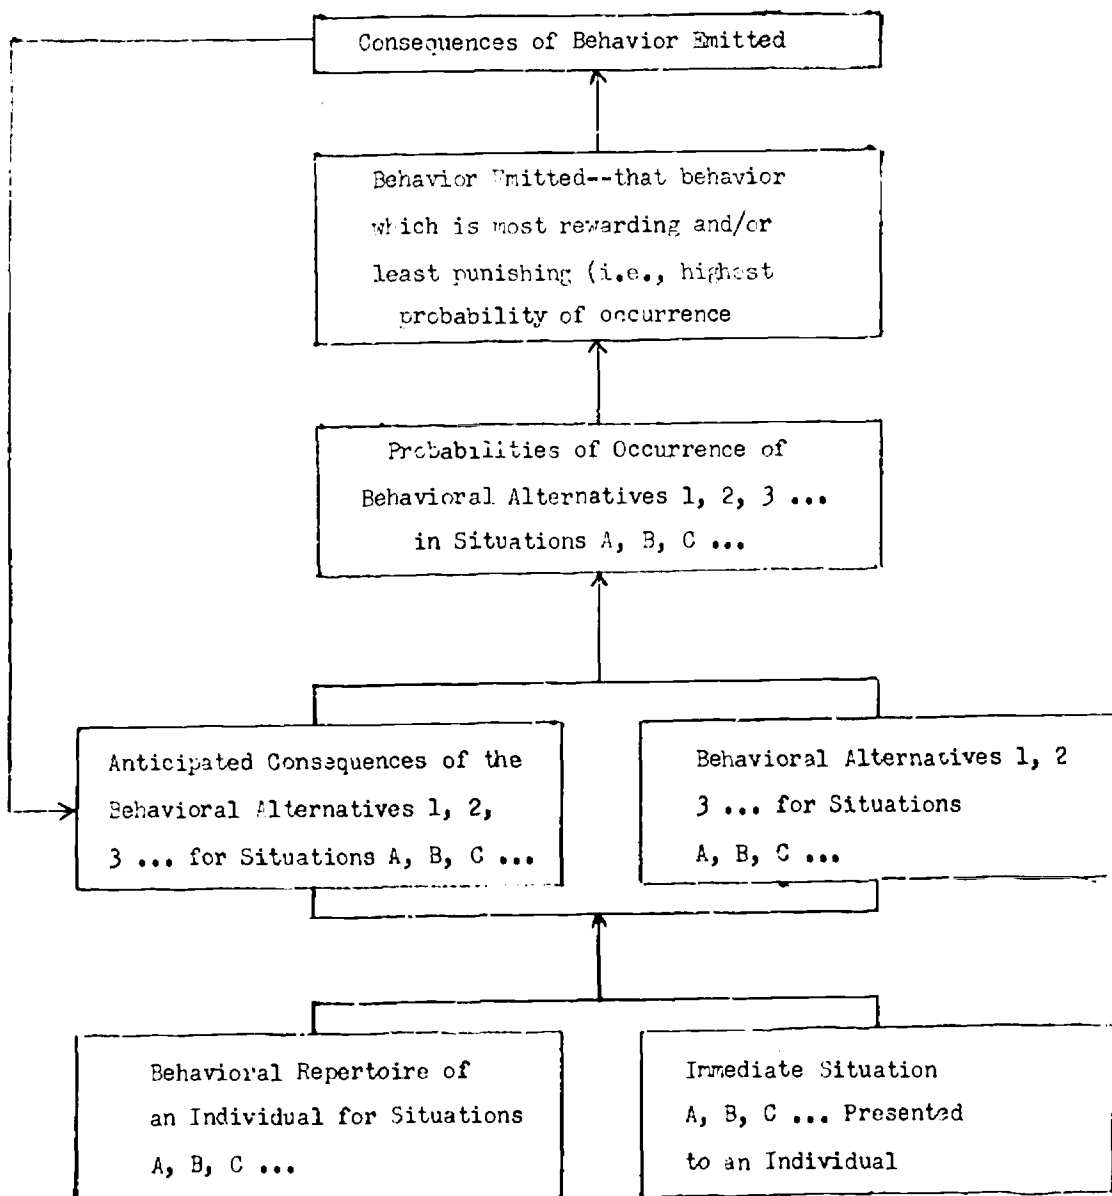 Consequences of Behavior Emitted
Behavior Emitted--that behavior
which is most rewarding and/or
least punishing (i.e., highest
probability of occurrence
Probabilities of Occurrence of
Behavioral Alternatives 1, 2, 3 ...
in Situations A, B, C ...
Anticipated Consequences of the
Behavioral Alternatives 1, 2,
3 ... for Situations A, B, C ...
Behavioral Alternatives 1, 2
3 ... for Situations
A, B, C ...
Behavioral Repertoire of
an Individual for Situations
A, B, C ...
Immediate Situation
A, B, C ... Presented
to an Individual